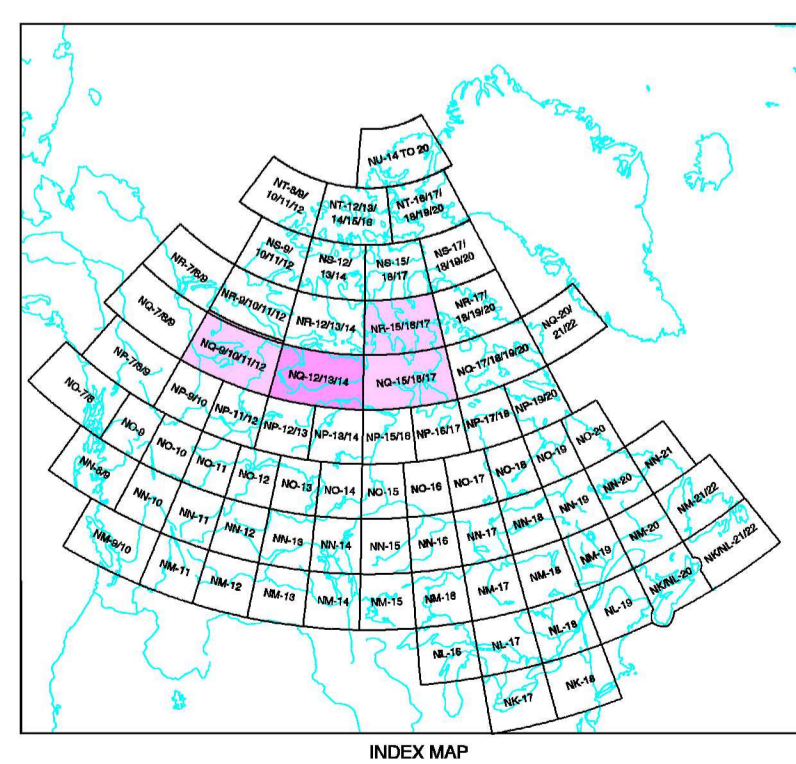 NU-14 TO 20
NT-8/9/
10/11/12
NT-12/13/
14/15/16
NT-16/17/
18/19/20
NS-9/
10/11/12
NS-12/
13/14
NS-15/
16/17
NS-17/
18/19/20
NR-7/8/9
NR-9/10/11/12
NR-12/13/14
NR-15/16/17
NR-17/
18/19/20
NQ-7/8/9
NQ-9/10/11/12
NQ-12/13/14
NQ-15/16/17
NQ-17/18/19/20
NQ-20/
21/22
NP-7/8/9
NP-9/10
NP-11/12
NP-12/13
NP-13/14
NP-15/16
NP-16/17
NP-17/18
NP-19/20
NO-7/8
NO-9
NO-10
NO-11
NO-12
NO-13
NO-14
NO-15
NO-16
NO-17
NO-18
NO-19
NO-20
NN-8/9
NN-10
NN-11
NN-12
NN-13
NN-14
NN-15
NN-16
NN-17
NN-18
NN-19
NN-20
NN-21
NM-9/10
NM-11
NM-12
NM-13
NM-14
NM-15
NM-16
NM-17
NM-18
NM-19
NM-20
NM-21/22
NL-16
NL-17
NL-18
NL-19
NK/NL-20
NK/NL-21/22
NK-17
NK-18
INDEX MAP